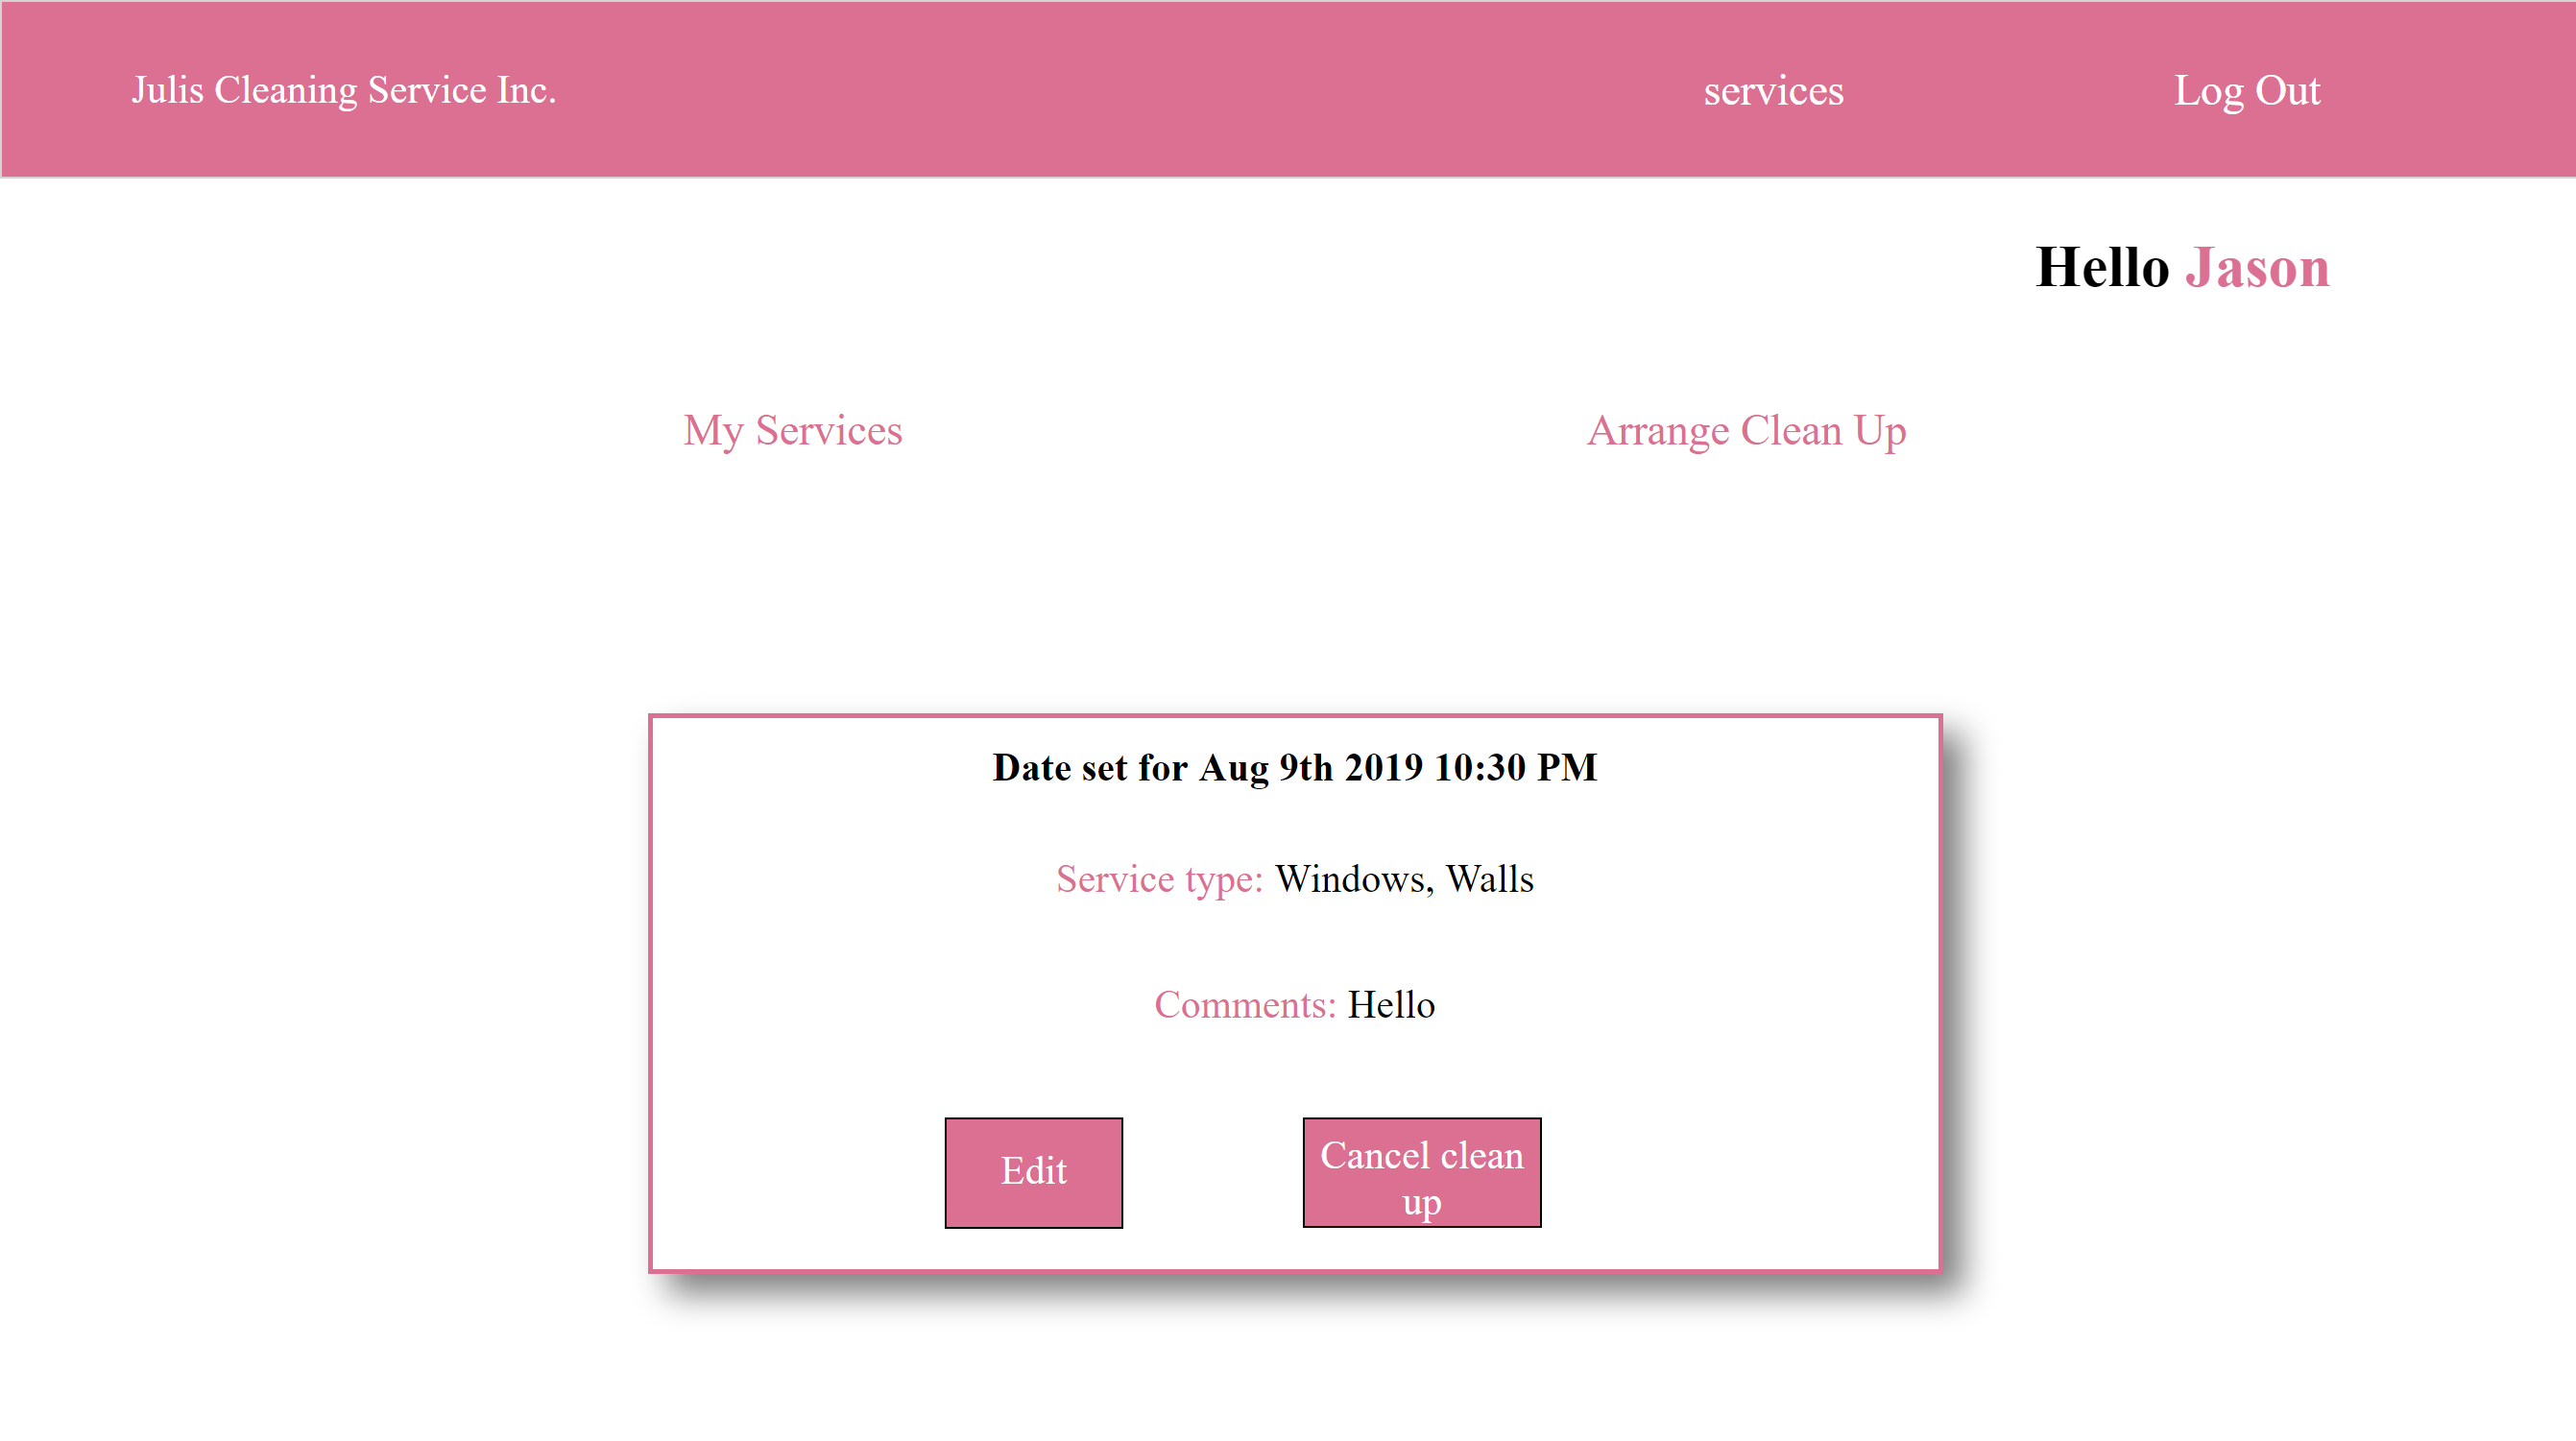 Julis Cleaning Service Inc.
services
Log Out
Hello Jason
My Services
Arrange Clean Up
Date set for Aug 9th 2019 10:30 PM
Service type: Windows, Walls
Comments: Hello
Edit
Cancel clean
up